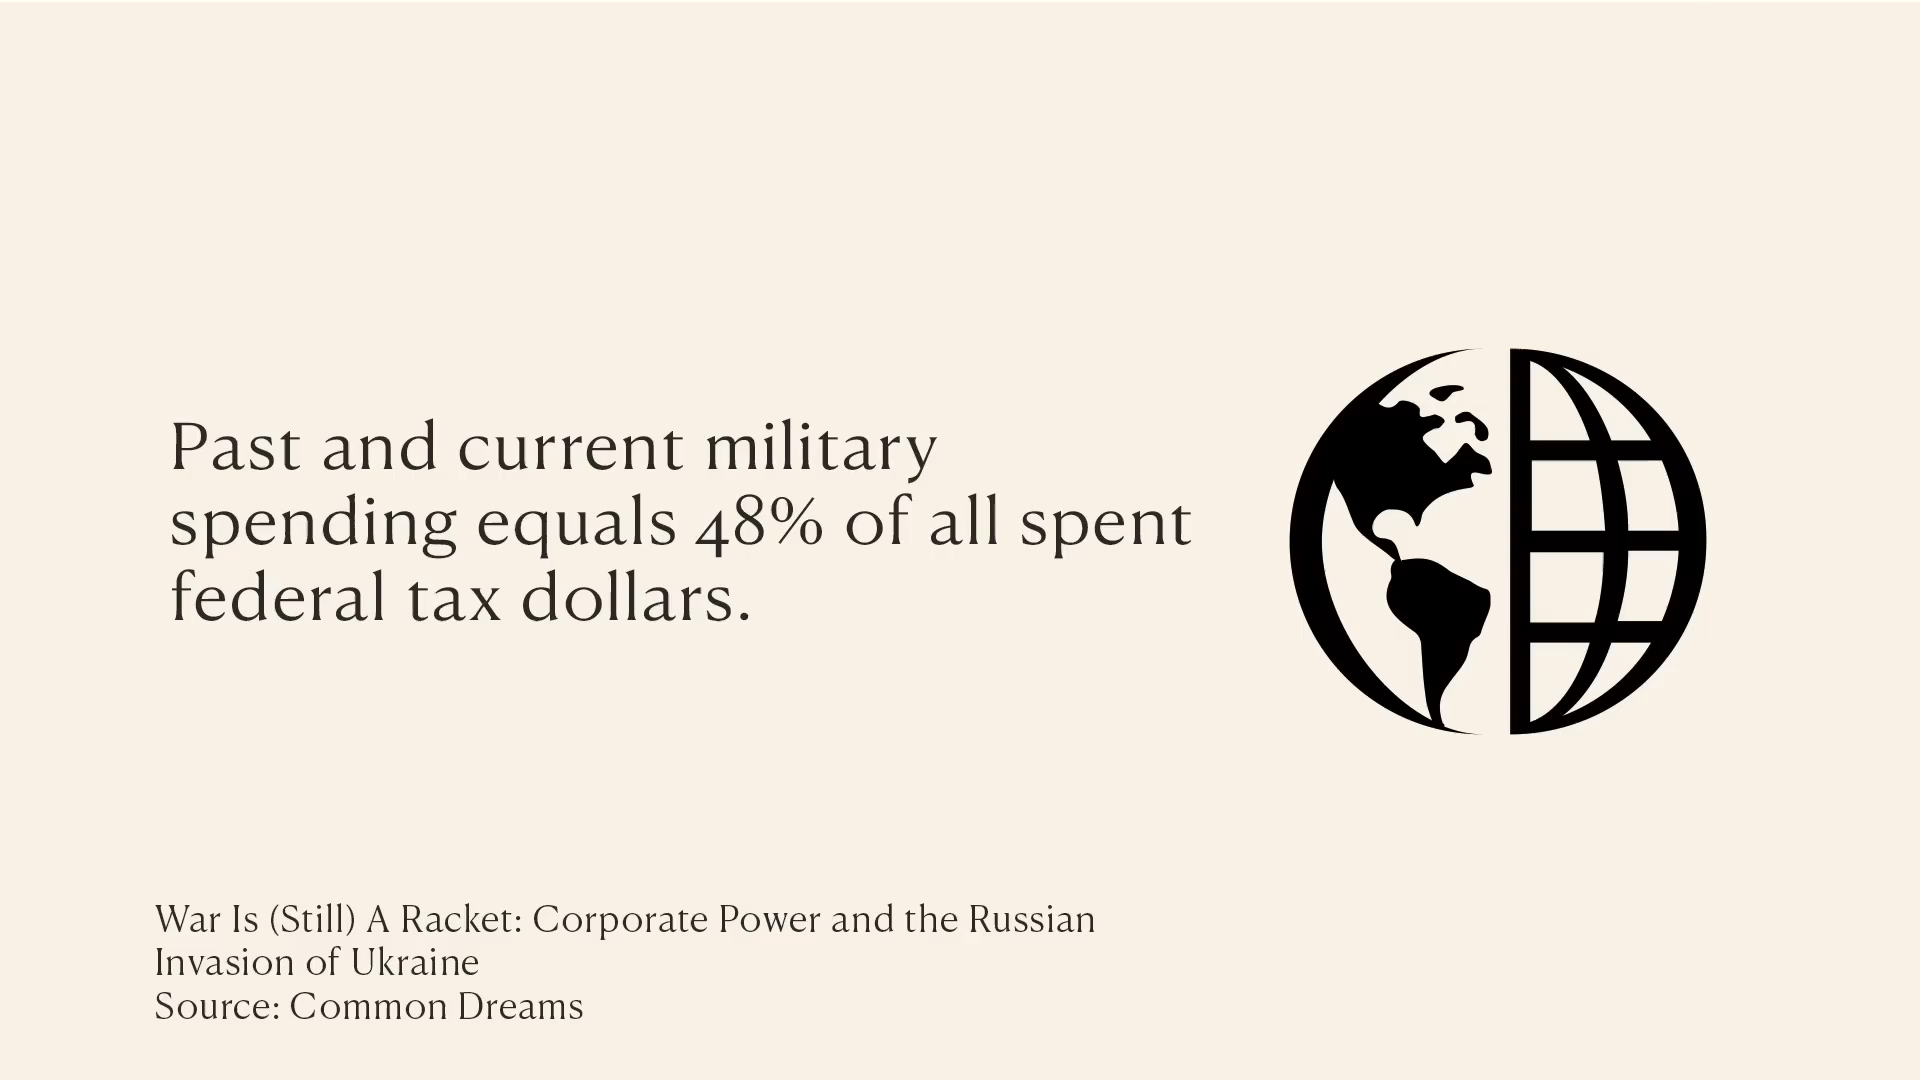 Past and current military
spending equals 48% of all spent
federal tax dollars.
War Is (Still) A Racket: Corporate Power and the Russian
Invasion of Ukraine
Source: Common Dreams